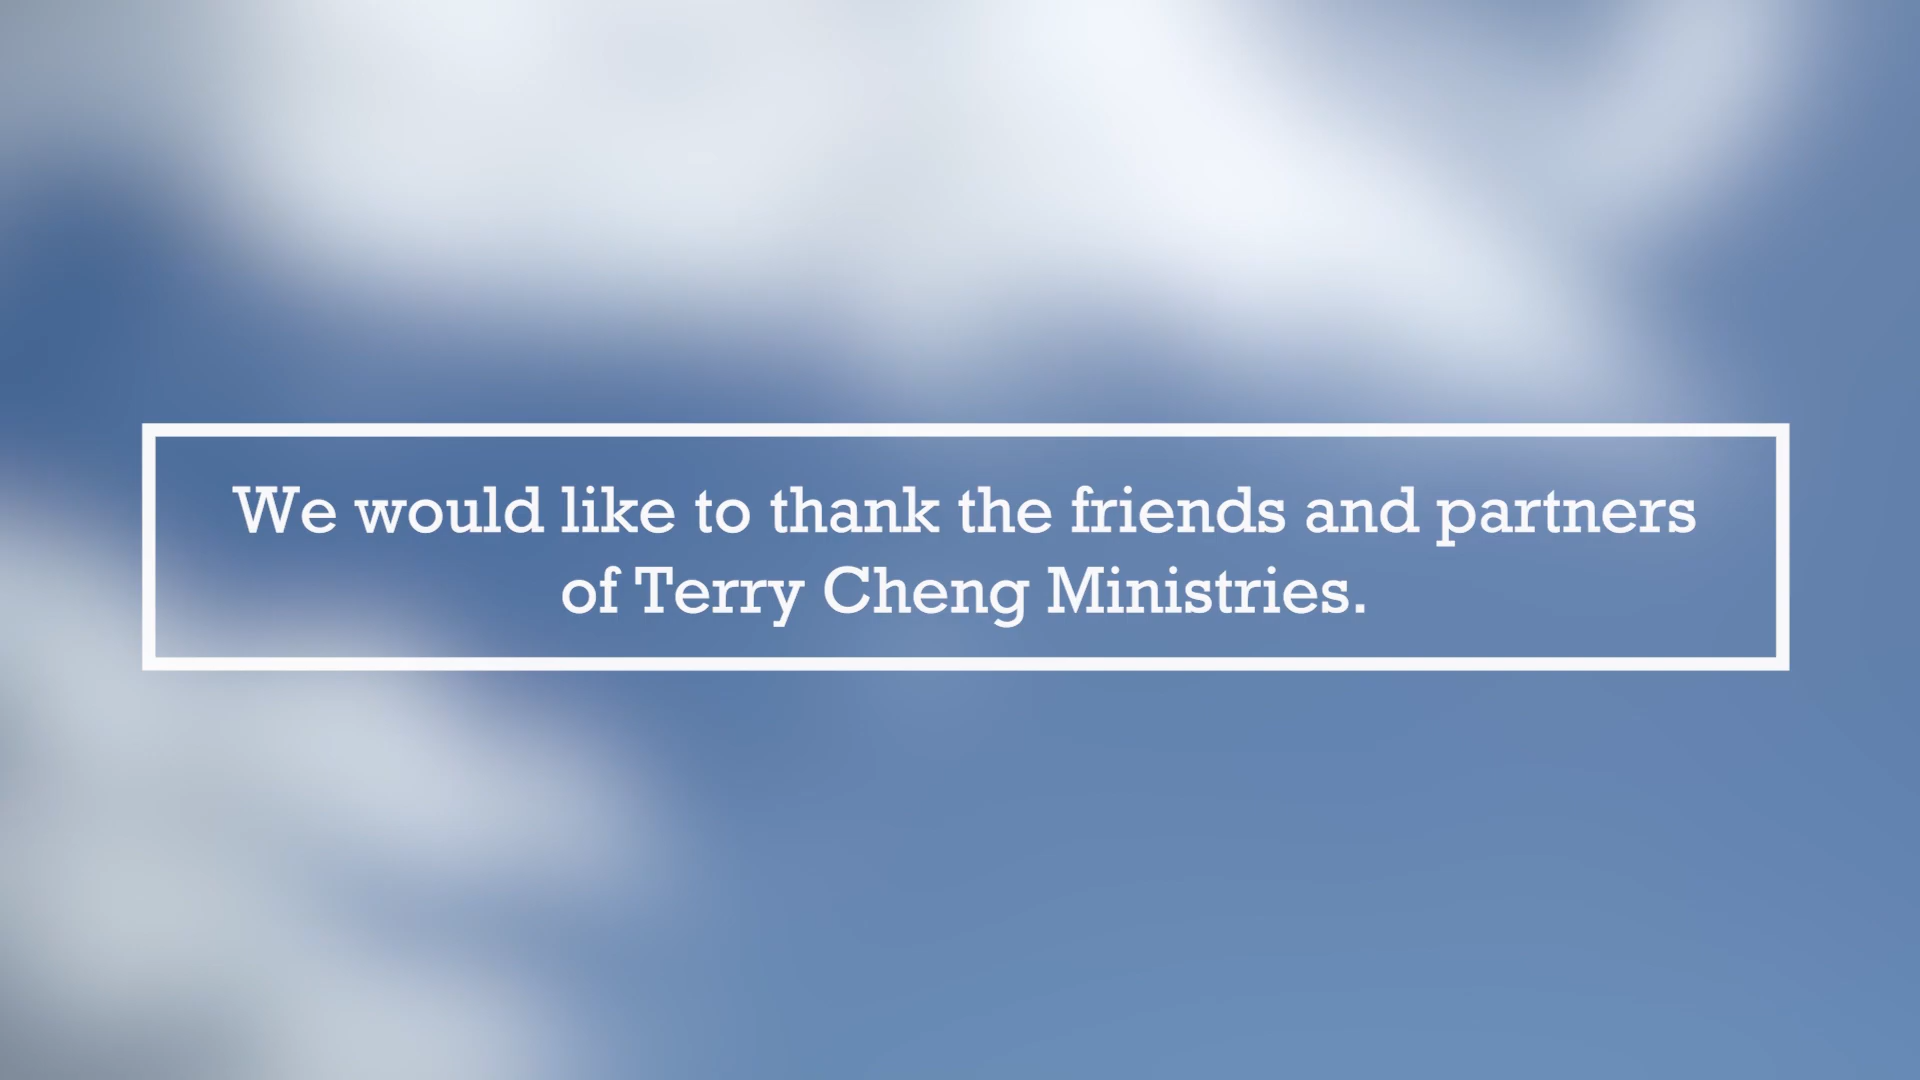 We would like to thank the friends and partners
of Terry Cheng Ministries.